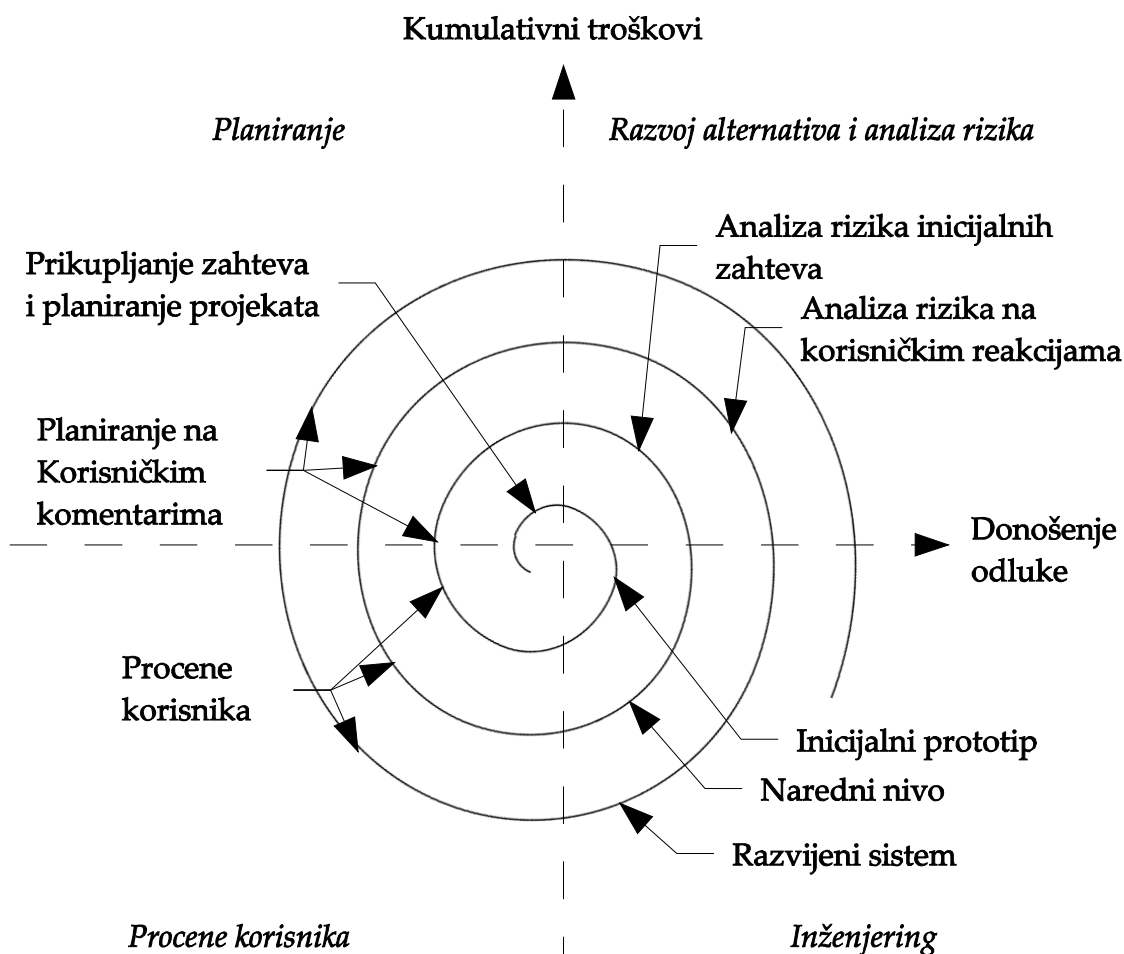 Kumulativni troškovi
Planiranje
Razvoj alternativa i analiza rizika
Analiza rizika inicijalnih
zahteva
Prikupljanje zahteva
i planiranje projekata
Analiza rizika na
korisničkim reakcijama
Planiranje na
Korisničkim
komentarima
Donošenje
odluke
Procene
korisnika
Inicijalni prototip
Naredni nivo
Razvijeni sistem
Procene korisnika
Inženjering